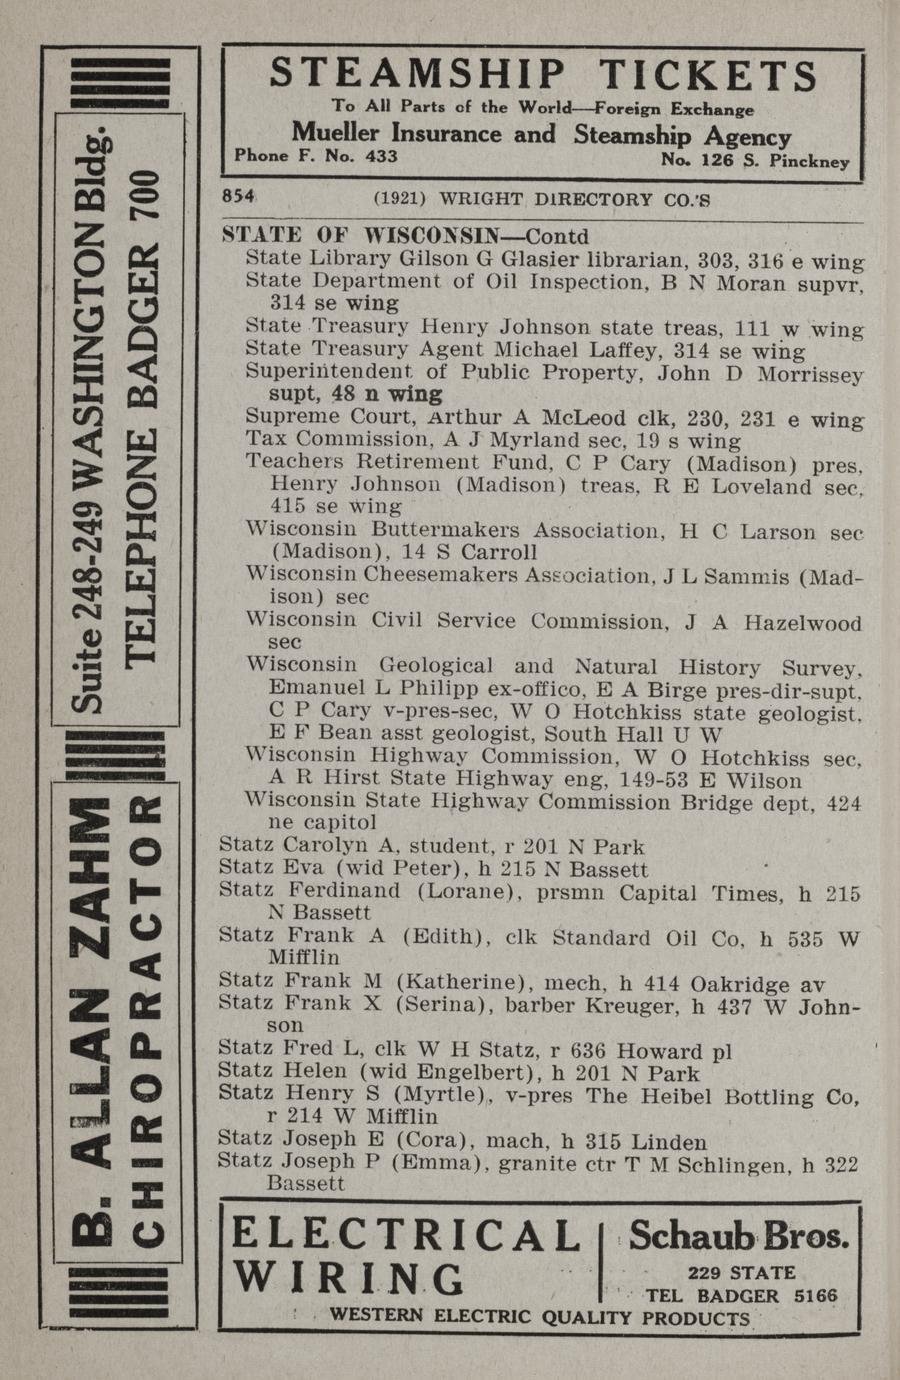 STEAMSHIP TICKETS
To All Parts of the World—Foreign Exchange
Mueller Insurance and Steamship Agency
Phone F. No. 433 No. 126 S. Pinckney
854 (1921) WRIGHT DIRECTORY CO.'S
STATE OF WISCONSIN—Contd
State Library Gilson G Glasier librarian, 303, 316 e wing
State Department of Oil Inspection, B N Moran supvr,
314 se wing
State Treasury Henry Johnson state treas, 111 w wing
State Treasury Agent Michael Laffey, 314 se wing
Superintendent of Public Property, John D Morrissey
supt, 48 n wing
Supreme Court, Arthur A McLeod clk, 230, 231 e wing
Tax Commission, A J Myrland sec, 19 s wing
Teachers Retirement Fund, C P Cary (Madison) pres,
Henry Johnson (Madison) treas, R E Loveland sec,
415 se wing
Wisconsin Buttermakers Association, H C Larson sec
(Madison), 14 S Carroll
Wisconsin Cheesemakers Association, J L Sammis (Mad-
ison) sec
Wisconsin Civil Service Commission, J A Hazelwood
sec
Wisconsin Geological and Natural History Survey,
Emanuel L Philipp ex-offico, E A Birge pres-dir-supt,
C P Cary v-pres-sec, W O Hotchkiss state geologist,
E F Bean asst geologist, South Hall U W
Wisconsin Highway Commission, W O Hotchkiss sec,
A R Hirst State Highway eng, 149-53 E Wilson
Wisconsin State Highway Commission Bridge dept, 424
ne capitol
Statz Carolyn A, student, r 201 N Park
Statz Eva (wid Peter), h 215 N Bassett
Statz Ferdinand (Lorane), prsmn Capital Times, h 215
N Bassett
Statz Frank A (Edith), clk Standard Oil Co, h 535 W
Mifflin
Statz Frank M (Katherine), mech, h 414 Oakridge av
Statz Frank X (Serina), barber Kreuger, h 437 W John-
son
Statz Fred L, clk W H Statz, r 636 Howard pl
Statz Helen (wid Engelbert), h 201 N Park
Statz Henry S (Myrtle), v-pres The Heibel Bottling Co,
r 214 W Mifflin
Statz Joseph E (Cora), mach, h 315 Linden
Statz Joseph P (Emma), granite ctr T M Schlingen, h 322
Bassett
ELECTRICAL
WIRING
Schaub Bros.
229 STATE
TEL BADGER 5166
WESTERN ELECTRIC QUALITY PRODUCTS
B. ALLAN ZAHM
CHIROPRACTOR
Suite 248-249 WASHINGTON Bldg.
TELEPHONE BADGER 700